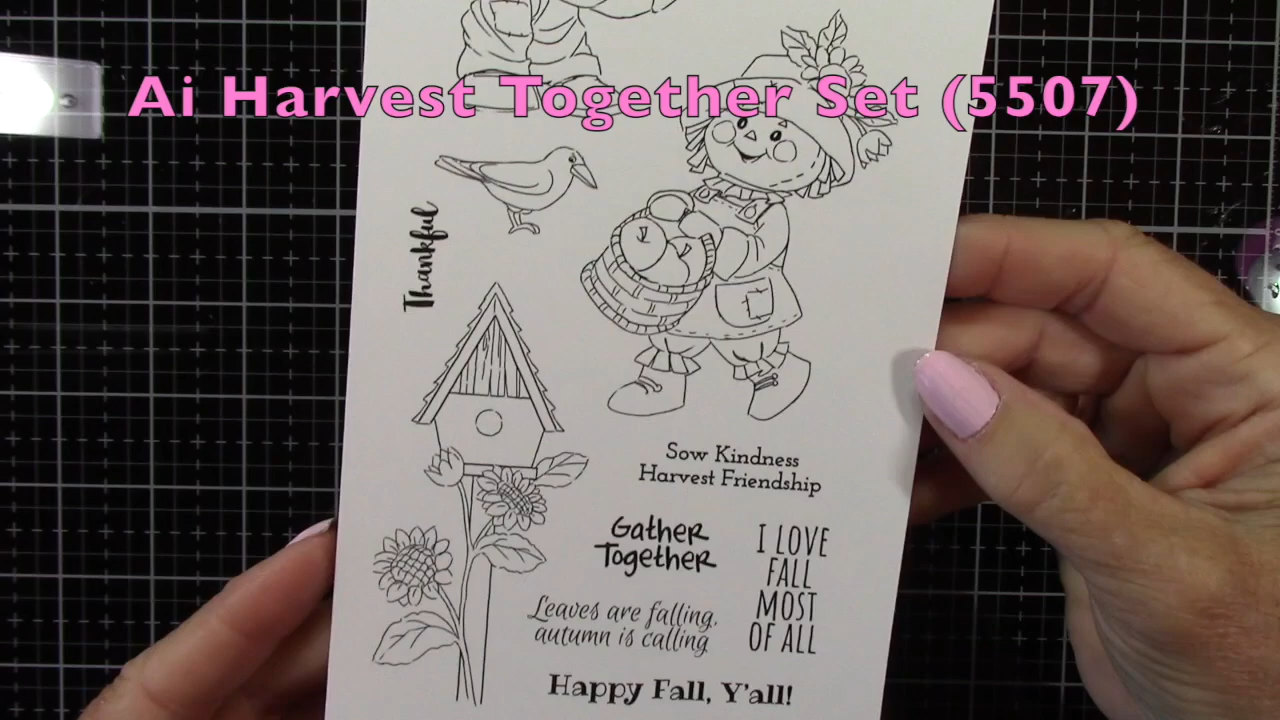 Ai Harvest Together Set (5507)
Thankful
Sow Kindness
Harvest Friendship
Gather
Together
I LOVE
FALL
MOST
OF ALL
Leaves are falling,
autumn is calling
Happy Fall, Y'all!